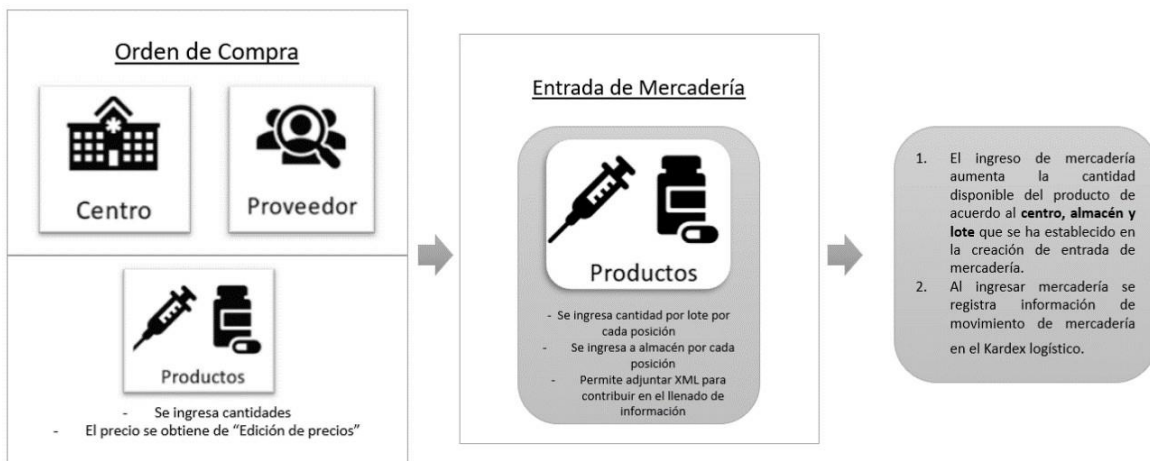 Orden de Compra
Centro
Proveedor
Productos
- Se ingresa cantidades
- El precio se obtiene de “Edición de precios”
Entrada de Mercadería
Productos
- Se ingresa cantidad por lote por
cada posición
- Se ingresa a almacén por cada
posición
- Permite adjuntar XML para
contribuir en el llenado de
información
1. El ingreso de mercadería
aumenta la cantidad
disponible del producto de
acuerdo al centro, almacén y
lote que se ha establecido en
la creación de entrada de
mercadería.
2. Al ingresar mercadería se
registra información de
movimiento de mercadería
en el Kardex logístico.